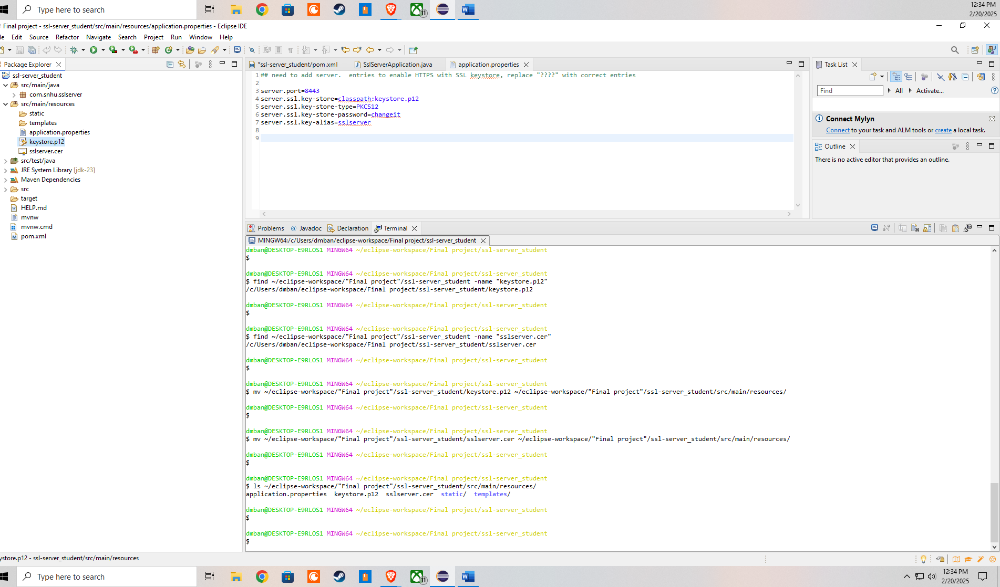 Type here to search
11
12:34 PM
2/20/2025
Final project - ssl-server_student/src/main/resources/application.properties - Eclipse IDE
le Edit Source Refactor Navigate Search Project Run Window Help
Package Explorer
ssl-server_student
src/main/java
com.snhu.sslserver
src/main/resources
static
templates
application.properties
keystore.p12
sslserver.cer
src/test/java
JRE System Library [jdk-23]
Maven Dependencies
src
target
HELP.md
mvnw
mvnw.cmd
pom.xml
*ssl-server_student/pom.xml SslServerApplication.java application.properties
1 ## need to add server.  entries to enable HTTPS with SSL keystore, replace "????" with correct entries
2
3 server.port=8443
4 server.ssl.key-store=classpath:keystore.p12
5 server.ssl.key-store-type=PKCS12
6 server.ssl.key-store-password=changeit
7 server.ssl.key-alias=sslserver
8
9
Task List
Find All Activate...
Connect Mylyn
Connect to your task and ALM tools or create a local task.
Outline
There is no active editor that provides an outline.
Problems @ Javadoc Declaration Terminal
MINGW64:/c/Users/dmban/eclipse-workspace/Final project/ssl-server_student
dmban@DESKTOP-E9RLOS1 MINGW64 ~/eclipse-workspace/Final project/ssl-server_student
$
dmban@DESKTOP-E9RLOS1 MINGW64 ~/eclipse-workspace/Final project/ssl-server_student
$ find ~/eclipse-workspace/"Final project"/ssl-server_student -name "keystore.p12"
/c/Users/dmban/eclipse-workspace/Final project/ssl-server_student/keystore.p12
dmban@DESKTOP-E9RLOS1 MINGW64 ~/eclipse-workspace/Final project/ssl-server_student
$
dmban@DESKTOP-E9RLOS1 MINGW64 ~/eclipse-workspace/Final project/ssl-server_student
$ find ~/eclipse-workspace/"Final project"/ssl-server_student -name "sslserver.cer"
/c/Users/dmban/eclipse-workspace/Final project/ssl-server_student/sslserver.cer
dmban@DESKTOP-E9RLOS1 MINGW64 ~/eclipse-workspace/Final project/ssl-server_student
$
dmban@DESKTOP-E9RLOS1 MINGW64 ~/eclipse-workspace/Final project/ssl-server_student
$ mv ~/eclipse-workspace/"Final project"/ssl-server_student/keystore.p12 ~/eclipse-workspace/"Final project"/ssl-server_student/src/main/resources/
dmban@DESKTOP-E9RLOS1 MINGW64 ~/eclipse-workspace/Final project/ssl-server_student
$
dmban@DESKTOP-E9RLOS1 MINGW64 ~/eclipse-workspace/Final project/ssl-server_student
$ mv ~/eclipse-workspace/"Final project"/ssl-server_student/sslserver.cer ~/eclipse-workspace/"Final project"/ssl-server_student/src/main/resources/
dmban@DESKTOP-E9RLOS1 MINGW64 ~/eclipse-workspace/Final project/ssl-server_student
$
dmban@DESKTOP-E9RLOS1 MINGW64 ~/eclipse-workspace/Final project/ssl-server_student
$ ls ~/eclipse-workspace/"Final project"/ssl-server_student/src/main/resources/
application.properties  keystore.p12  sslserver.cer  static/  templates/
dmban@DESKTOP-E9RLOS1 MINGW64 ~/eclipse-workspace/Final project/ssl-server_student
$
dmban@DESKTOP-E9RLOS1 MINGW64 ~/eclipse-workspace/Final project/ssl-server_student
$
ystore.p12 - ssl-server_student/src/main/resources
Type here to search
11
12:34 PM
2/20/2025